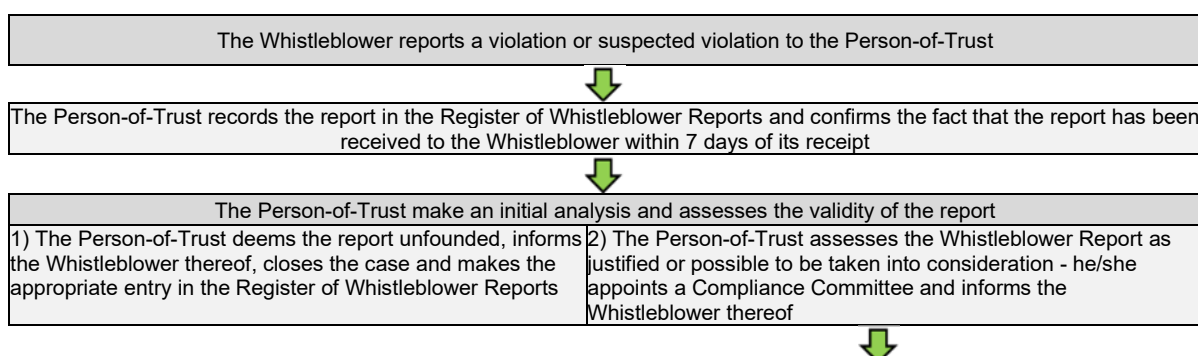 The Whistleblower reports a violation or suspected violation to the Person-of-Trust
The Person-of-Trust records the report in the Register of Whistleblower Reports and confirms the fact that the report has been
received to the Whistleblower within 7 days of its receipt
The Person-of-Trust make an initial analysis and assesses the validity of the report
1) The Person-of-Trust deems the report unfounded, informs
the Whistleblower thereof, closes the case and makes the
appropriate entry in the Register of Whistleblower Reports
2) The Person-of-Trust assesses the Whistleblower Report as
justified or possible to be taken into consideration - he/she
appoints a Compliance Committee and informs the
Whistleblower thereof